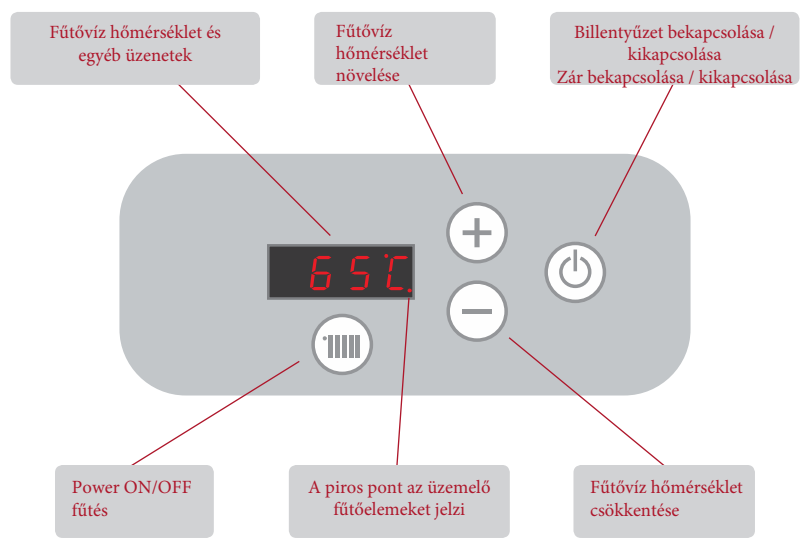 Fűtővíz hőmérséklet és
egyéb üzenetek
Fűtővíz
hőmérséklet
növelése
Billentyűzet bekapcsolása /
kikapcsolása
Zár bekapcsolása / kikapcsolása
65°C.
Power ON/OFF
fűtés
A piros pont az üzemelő
fűtőelemeket jelzi
Fűtővíz hőmérséklet
csökkentése